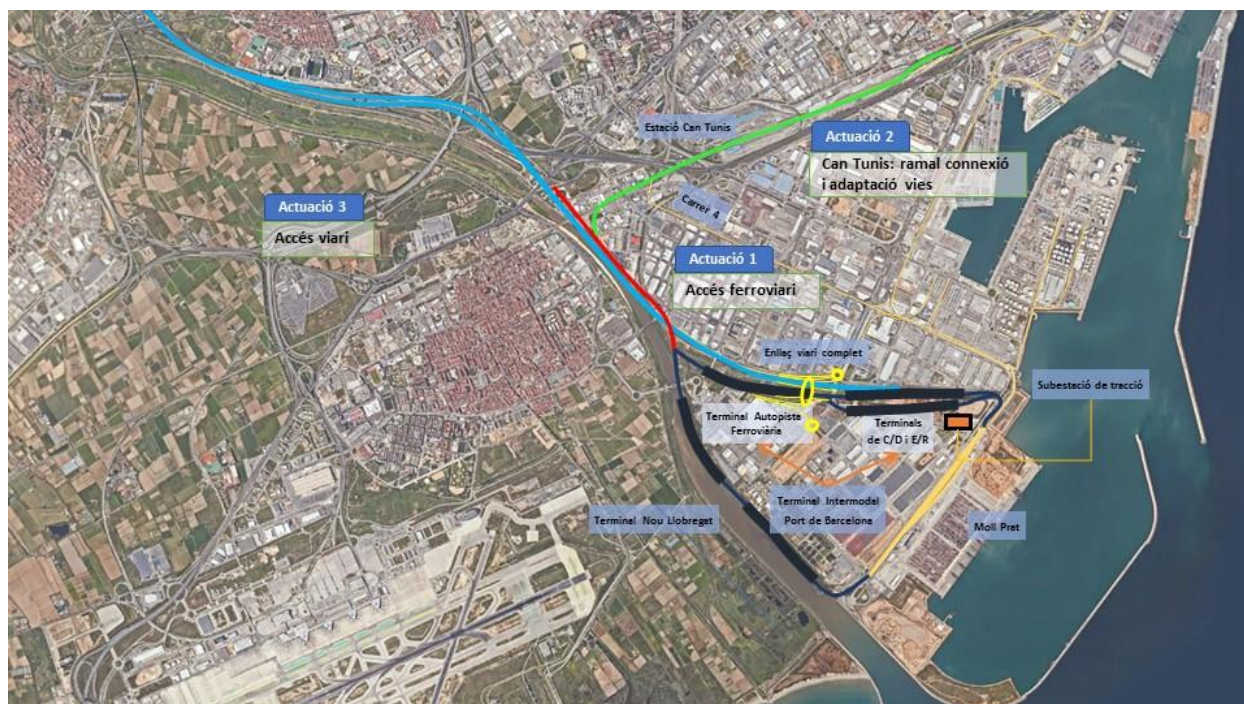 Estació Can Tunis
Actuació 2
Can Tunis: ramal connexió
i adaptació vies
Actuació 3
Accés viari
Carrer 4
Actuació 1
Accés ferroviari
Enllaç viari complet
Subestació de tracció
Terminal Autopista
Ferroviària
Terminals
de C/D i E/R
Terminal Intermodal
Port de Barcelona
Terminal Nou Llobregat
Moll Prat